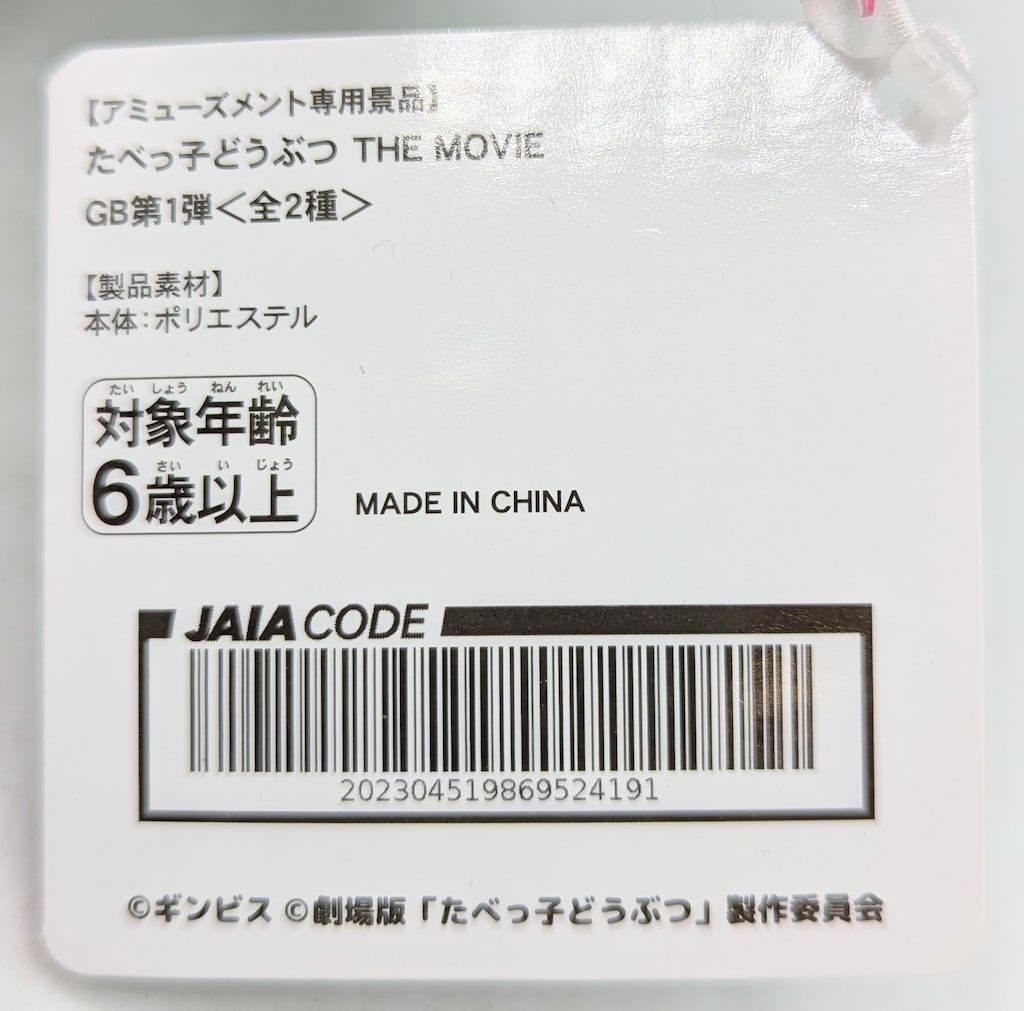 【アミューズメント専用景品】
たべっ子どうぶつ THE MOVIE
GB第1弾＜全2種＞
【製品素材】
本体：ポリエステル
たいしょうねんれい
対象年齢
さいいじょう
6歳以上
MADE IN CHINA
JAIA CODE
202304519869524191
©ギンビス ©劇場版「たべっ子どうぶつ」製作委員会